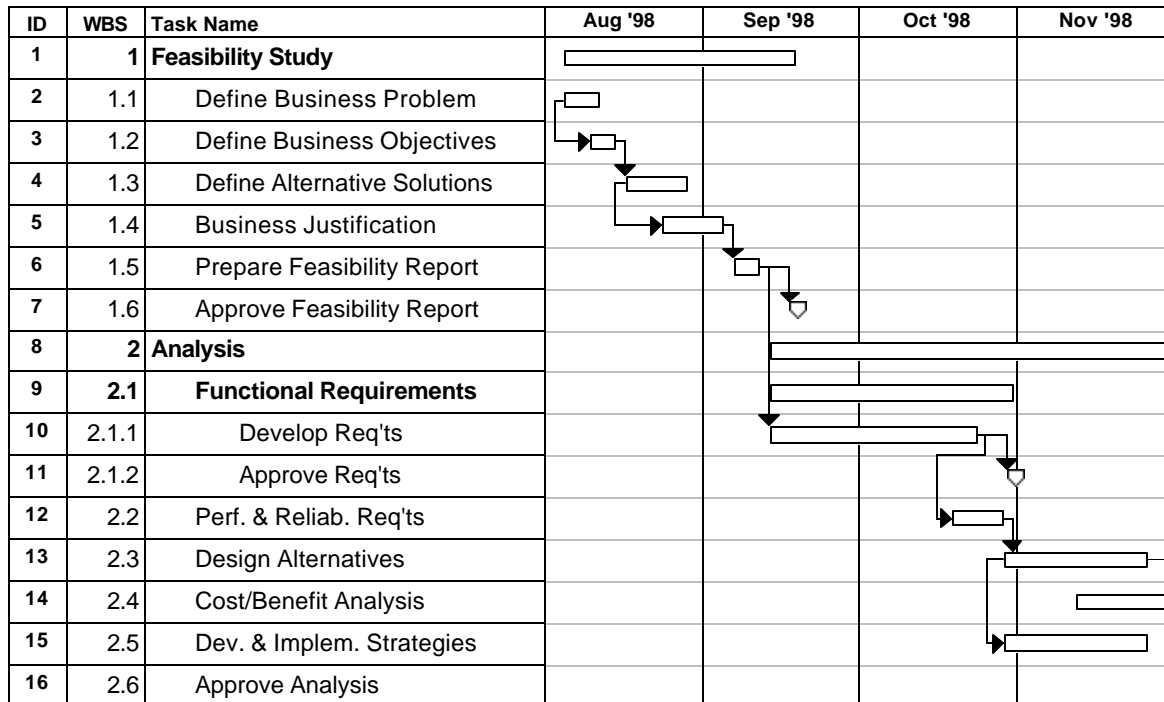 ID WBS Task Name Aug '98 Sep '98 Oct '98 Nov '98
1 1 Feasibility Study
2 1.1 Define Business Problem
3 1.2 Define Business Objectives
4 1.3 Define Alternative Solutions
5 1.4 Business Justification
6 1.5 Prepare Feasibility Report
7 1.6 Approve Feasibility Report
8 2 Analysis
9 2.1 Functional Requirements
10 2.1.1 Develop Req'ts
11 2.1.2 Approve Req'ts
12 2.2 Perf. & Reliab. Req'ts
13 2.3 Design Alternatives
14 2.4 Cost/Benefit Analysis
15 2.5 Dev. & Implem. Strategies
16 2.6 Approve Analysis